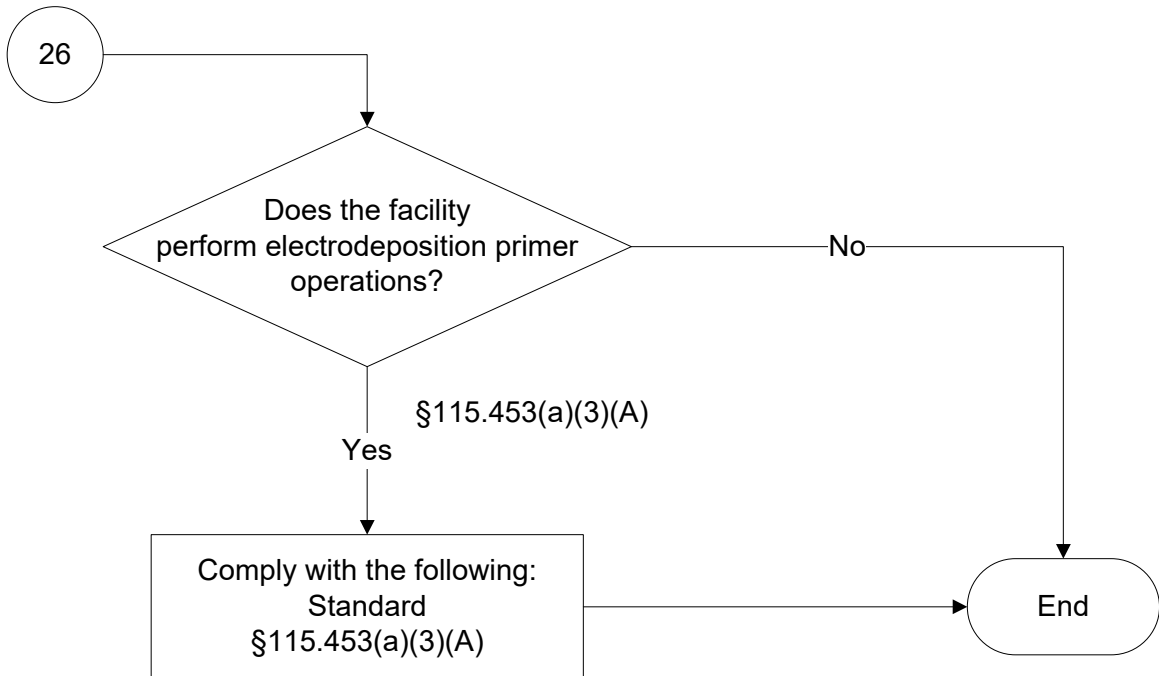 26
Does the facility
perform electrodeposition primer
operations?
No
§115.453(a)(3)(A)
Yes
Comply with the following:
Standard
§115.453(a)(3)(A)
End